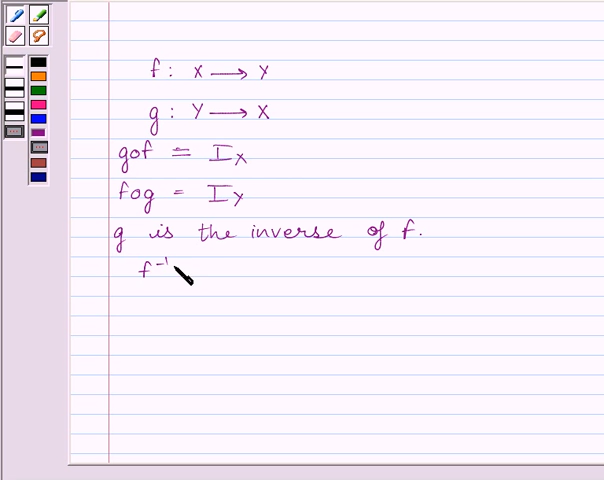 f : X ⟶ Y
g : Y ⟶ X
gof = I_X
fog = I_Y
g is the inverse of f.
f⁻¹